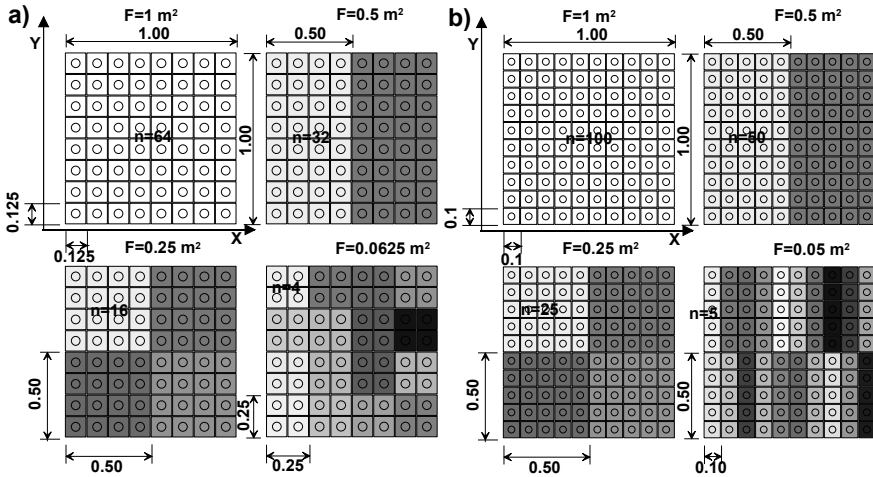 a)
F=1 m²
F=0.5 m²
Y
1.00
0.50
n=64
n=32
1.00
0.125
X
0.125
F=0.25 m²
F=0.0625 m²
n=16
n=4
0.50
0.25
0.50
0.25
b)
F=1 m²
F=0.5 m²
Y
1.00
0.50
n=100
n=50
1.00
0.1
X
0.1
F=0.25 m²
F=0.05 m²
n=25
n=5
0.50
0.50
0.50
0.10